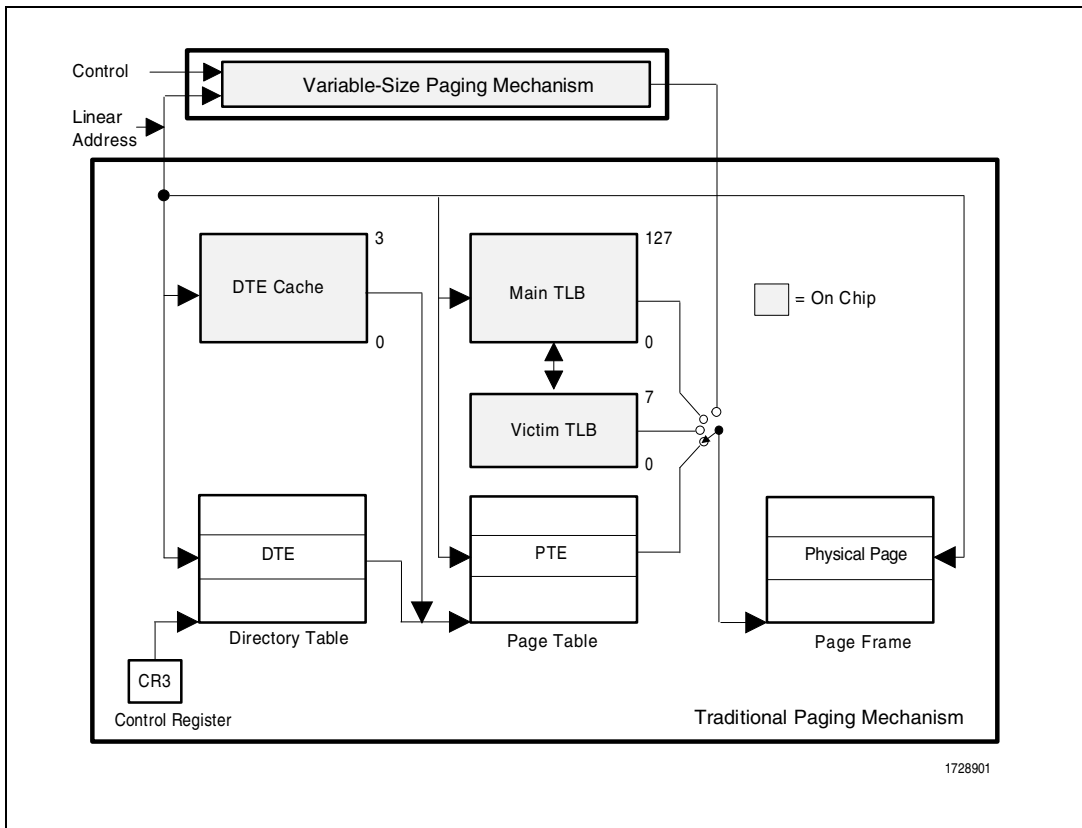 Control
Variable-Size Paging Mechanism
Linear
Address
3
127
DTE Cache
Main TLB
= On Chip
0
0
7
Victim TLB
0
DTE
PTE
Physical Page
Directory Table
Page Table
Page Frame
CR3
Control Register
Traditional Paging Mechanism
1728901